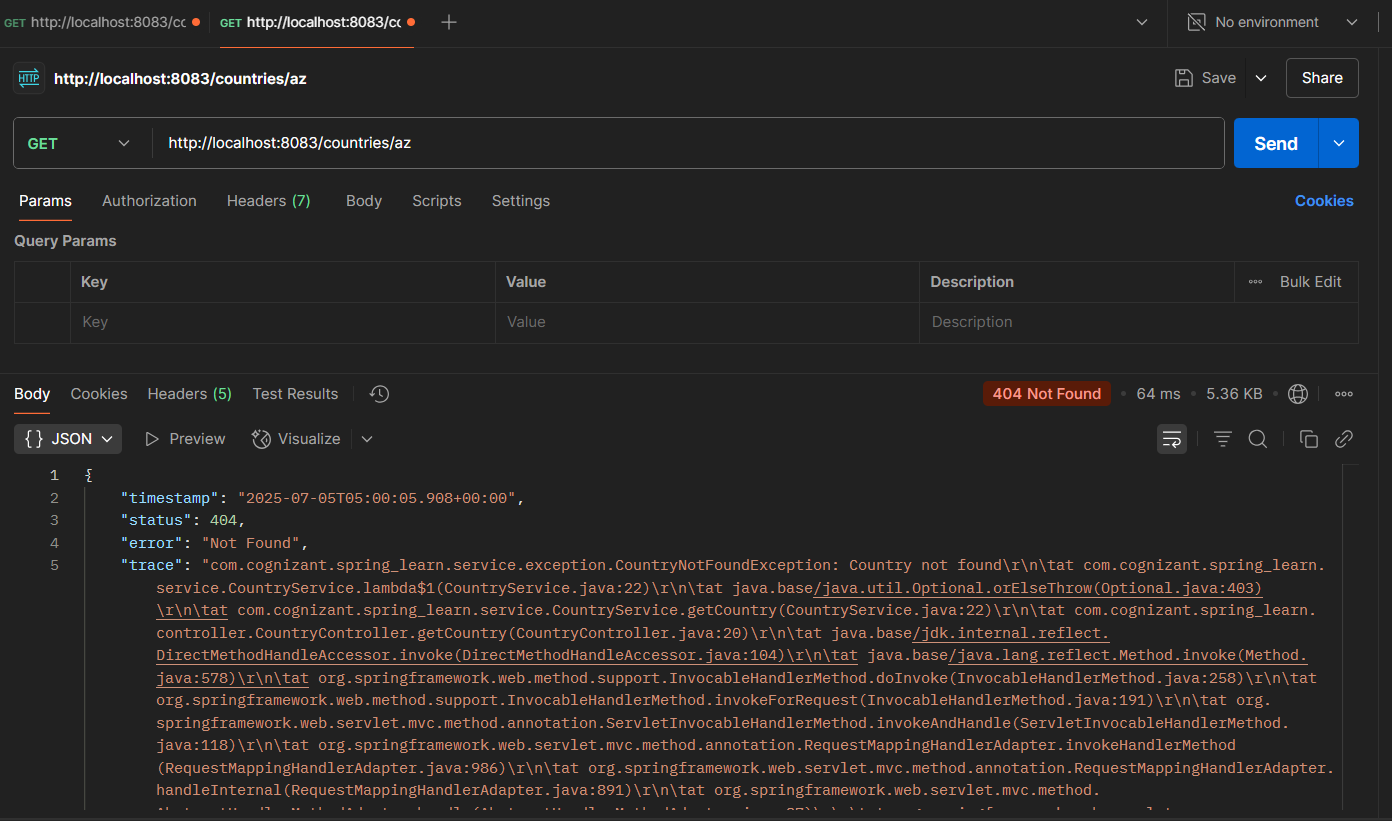 GET http://localhost:8083/cc GET http://localhost:8083/cc No environment
HTTP http://localhost:8083/countries/az Save Share
GET http://localhost:8083/countries/az Send
Params Authorization Headers (7) Body Scripts Settings Cookies
Query Params
Key Value Description Bulk Edit
Key Value Description
Body Cookies Headers (5) Test Results 404 Not Found • 64 ms • 5.36 KB •
{} JSON Preview Visualize
1 {
2 "timestamp": "2025-07-05T05:00:05.908+00:00",
3 "status": 404,
4 "error": "Not Found",
5 "trace": "com.cognizant.spring_learn.service.exception.CountryNotFoundException: Country not found\r\n\tat com.cognizant.spring_learn.
service.CountryService.lambda$1(CountryService.java:22)\r\n\tat java.base/java.util.Optional.orElseThrow(Optional.java:403)
\r\n\tat com.cognizant.spring_learn.service.CountryService.getCountry(CountryService.java:22)\r\n\tat com.cognizant.spring_learn.
controller.CountryController.getCountry(CountryController.java:20)\r\n\tat java.base/jdk.internal.reflect.
DirectMethodHandleAccessor.invoke(DirectMethodHandleAccessor.java:104)\r\n\tat java.base/java.lang.reflect.Method.invoke(Method.
java:578)\r\n\tat org.springframework.web.method.support.InvocableHandlerMethod.doInvoke(InvocableHandlerMethod.java:258)\r\n\tat
org.springframework.web.method.support.InvocableHandlerMethod.invokeForRequest(InvocableHandlerMethod.java:191)\r\n\tat org.
springframework.web.servlet.mvc.method.annotation.ServletInvocableHandlerMethod.invokeAndHandle(ServletInvocableHandlerMethod.
java:118)\r\n\tat org.springframework.web.servlet.mvc.method.annotation.RequestMappingHandlerAdapter.invokeHandlerMethod
(RequestMappingHandlerAdapter.java:986)\r\n\tat org.springframework.web.servlet.mvc.method.annotation.RequestMappingHandlerAdapter.
handleInternal(RequestMappingHandlerAdapter.java:891)\r\n\tat org.springframework.web.servlet.mvc.method.